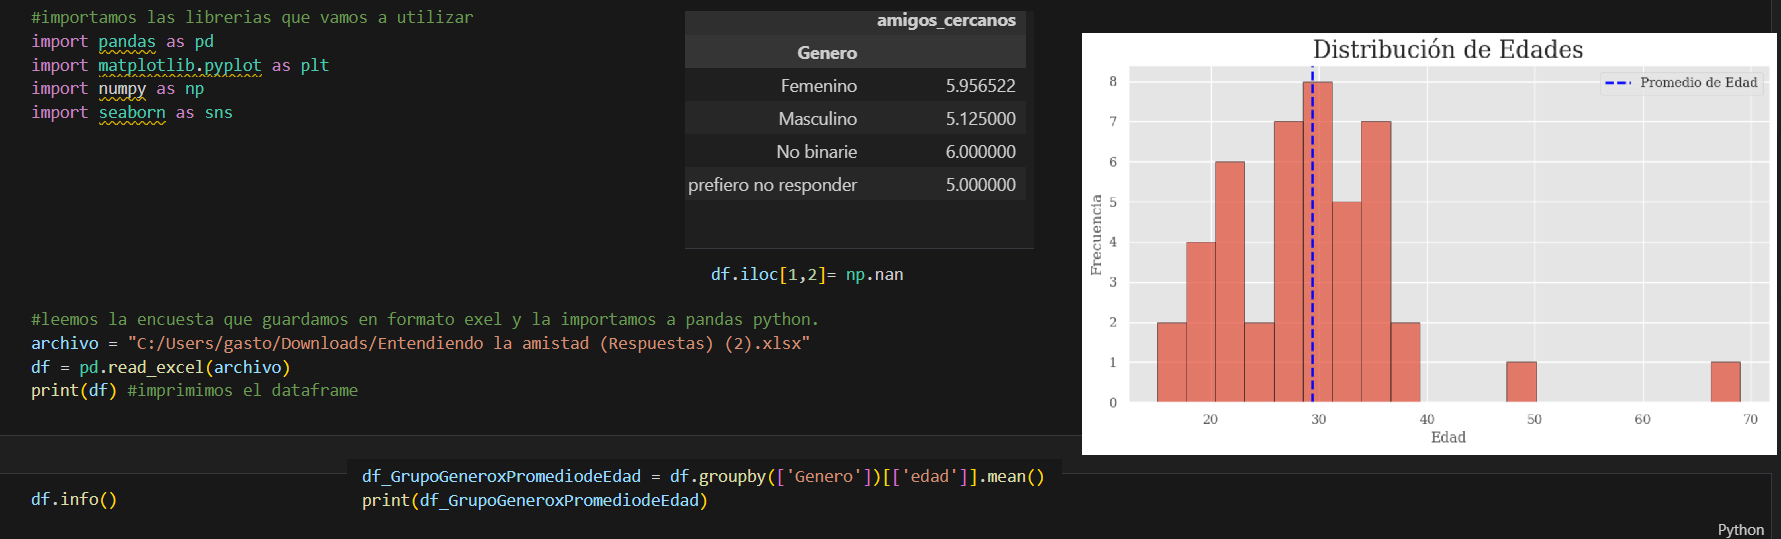 #importamos las librerias que vamos a utilizar
import pandas as pd
import matplotlib.pyplot as plt
import numpy as np
import seaborn as sns
amigos_cercanos
Genero
Femenino 5.956522
Masculino 5.125000
No binarie 6.000000
prefiero no responder 5.000000
df.iloc[1,2]= np.nan
#leemos la encuesta que guardamos en formato exel y la importamos a pandas python.
archivo = "C:/Users/gasto/Downloads/Entendiendo la amistad (Respuestas) (2).xlsx"
df = pd.read_excel(archivo)
print(df) #imprimimos el dataframe
Distribución de Edades
Promedio de Edad
Frecuencia
8
7
6
5
4
3
2
1
0
20 30 40 50 60 70
Edad
df.info()
df_GrupoGeneroxPromediodeEdad = df.groupby(['Genero'])[['edad']].mean()
print(df_GrupoGeneroxPromediodeEdad)
Python